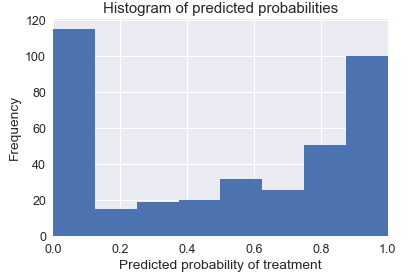 Histogram of predicted probabilities
120
100
80
60
40
20
0
Frequency
0.0 0.2 0.4 0.6 0.8 1.0
Predicted probability of treatment